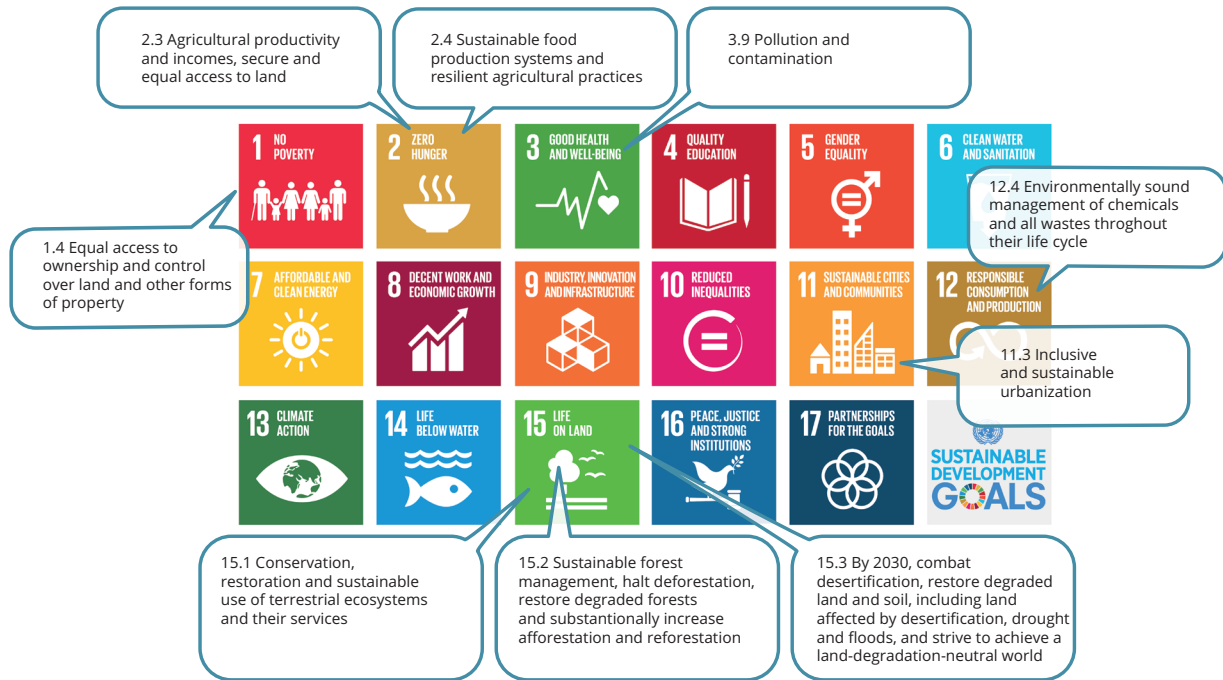 2.3 Agricultural productivity
and incomes, secure and
equal access to land
2.4 Sustainable food
production systems and
resilient agricultural practices
3.9 Pollution and
contamination
1 NO
POVERTY
2 ZERO
HUNGER
3 GOOD HEALTH
AND WELL-BEING
4 QUALITY
EDUCATION
5 GENDER
EQUALITY
6 CLEAN WATER
AND SANITATION
12.4 Environmentally sound
management of chemicals
and all wastes throghout
their life cycle
1.4 Equal access to
ownership and control
over land and other forms
of property
7 AFFORDABLE AND
CLEAN ENERGY
8 DECENT WORK AND
ECONOMIC GROWTH
9 INDUSTRY, INNOVATION
AND INFRASTRUCTURE
10 REDUCED
INEQUALITIES
11 SUSTAINABLE CITIES
AND COMMUNITIES
12 RESPONSIBLE
CONSUMPTION
AND PRODUCTION
11.3 Inclusive
and sustainable
urbanization
13 CLIMATE
ACTION
14 LIFE
BELOW WATER
15 LIFE
ON LAND
16 PEACE, JUSTICE
AND STRONG
INSTITUTIONS
17 PARTNERSHIPS
FOR THE GOALS
SUSTAINABLE
DEVELOPMENT
GOALS
15.1 Conservation,
restoration and sustainable
use of terrestrial ecosystems
and their services
15.2 Sustainable forest
management, halt deforestation,
restore degraded forests
and substantionally increase
afforestation and reforestation
15.3 By 2030, combat
desertification, restore degraded
land and soil, including land
affected by desertification, drought
and floods, and strive to achieve a
land-degradation-neutral world